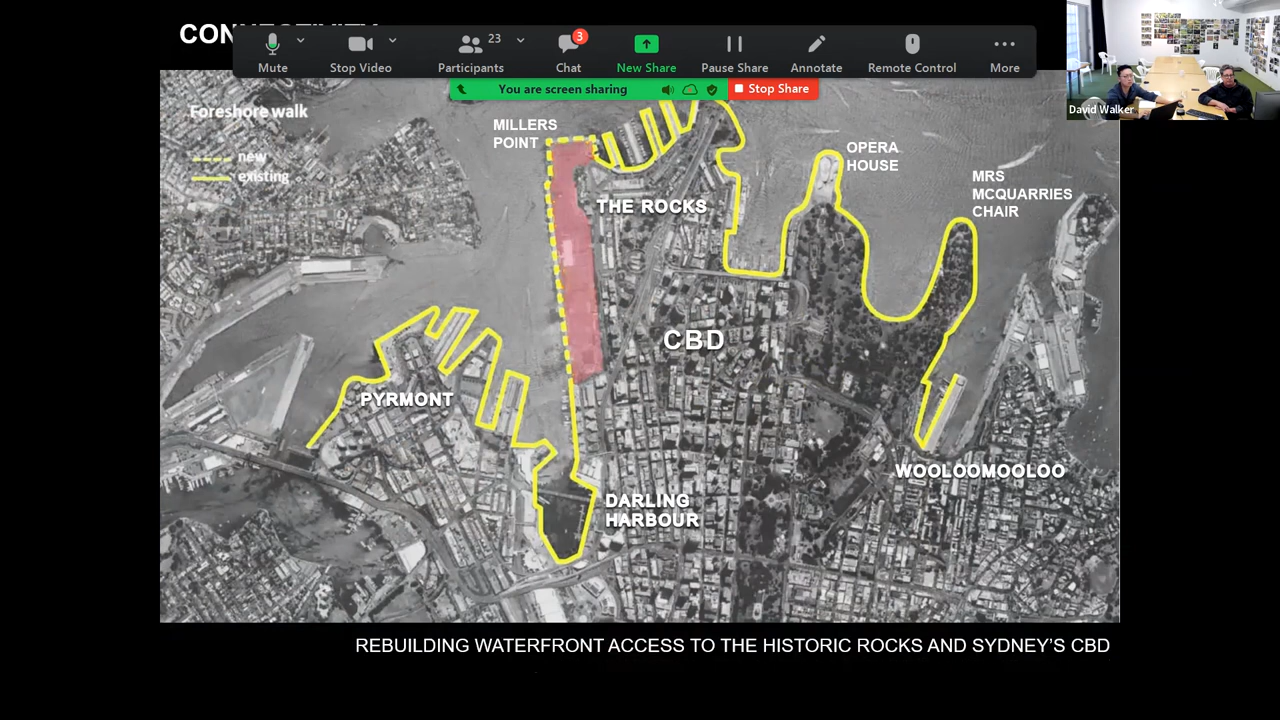 CONNECTIVITY
Mute
Stop Video
23
Participants
3
Chat
New Share
Pause Share
Annotate
Remote Control
More
You are screen sharing
Stop Share
David Walker
Foreshore walk
new
existing
MILLERS
POINT
THE ROCKS
OPERA
HOUSE
MRS
MCQUARRIES
CHAIR
CBD
PYRMONT
WOOLOOMOOLOO
DARLING
HARBOUR
REBUILDING WATERFRONT ACCESS TO THE HISTORIC ROCKS AND SYDNEY'S CBD